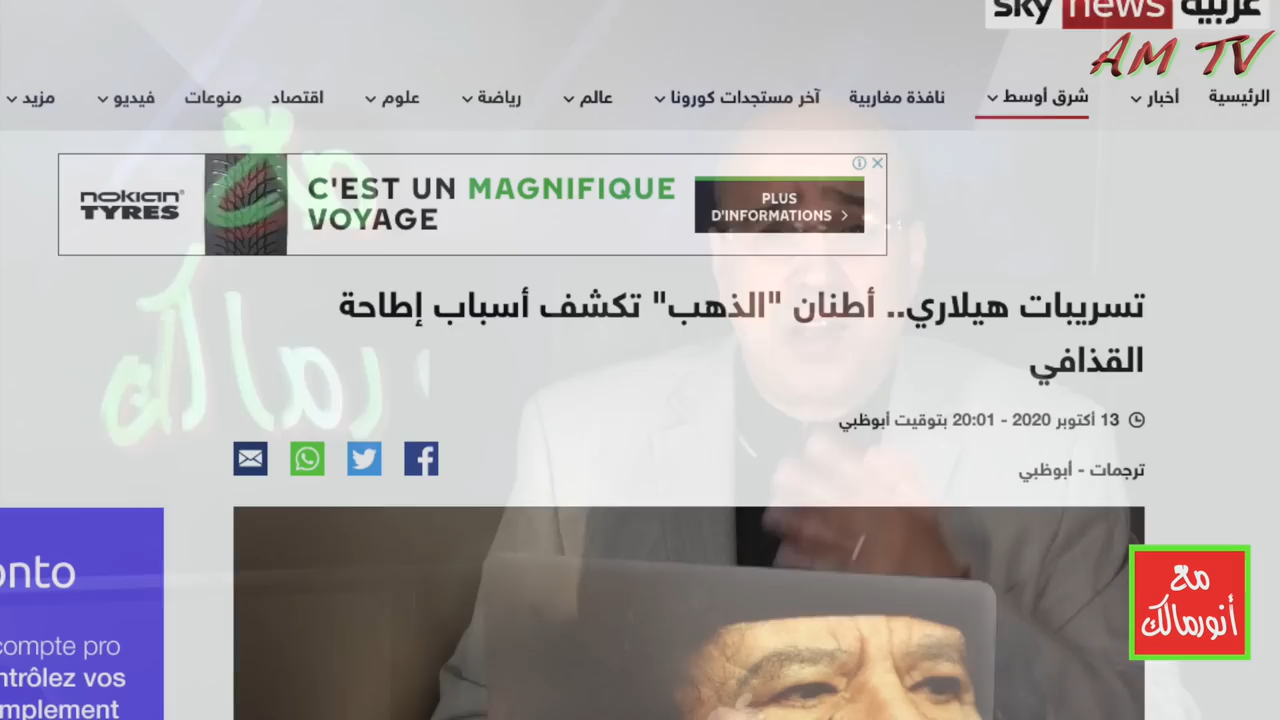 sky news عربية
AM TV
الرئيسية أخبار شرق أوسط نافذة مغاربية آخر مستجدات كورونا عالم رياضة علوم اقتصاد منوعات فيديو مزيد
nokian TYRES
C'EST UN MAGNIFIQUE
VOYAGE
PLUS
D'INFORMATIONS
تسريبات هيلاري.. أطنان "الذهب" تكشف أسباب إطاحة
القذافي
13 أكتوبر 2020 - 20:01 بتوقيت أبوظبي
ترجمات - أبوظبي
onto
compte pro
ntrôlez vos
mplement
مع
أنورمالك